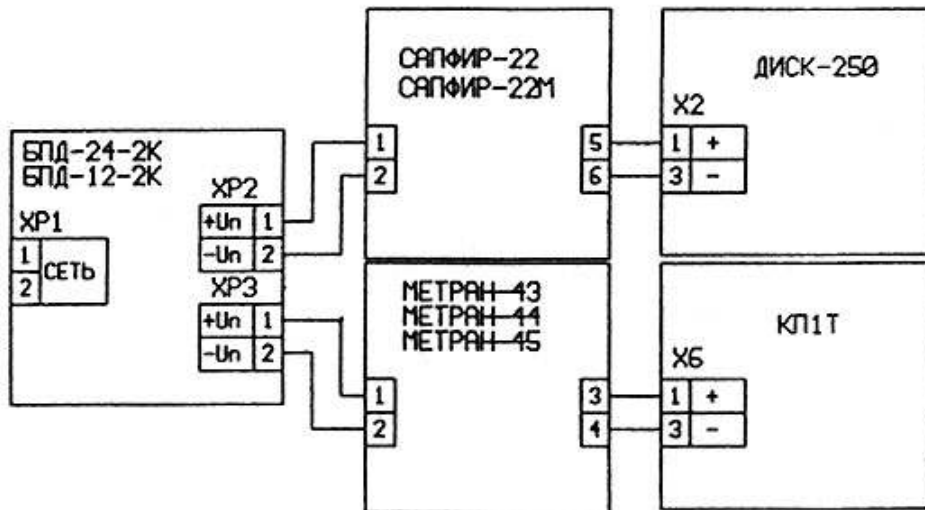 БПД-24-2К
БПД-12-2К
ХР1
1
2
СЕТЬ
ХР2
+Un 1
-Un 2
ХР3
+Un 1
-Un 2
САПФИР-22
САПФИР-22М
1
2
5
6
ДИСК-250
Х2
1 +
3 -
МЕТРАН-43
МЕТРАН-44
МЕТРАН-45
1
2
3
4
КП1Т
Х6
1 +
3 -